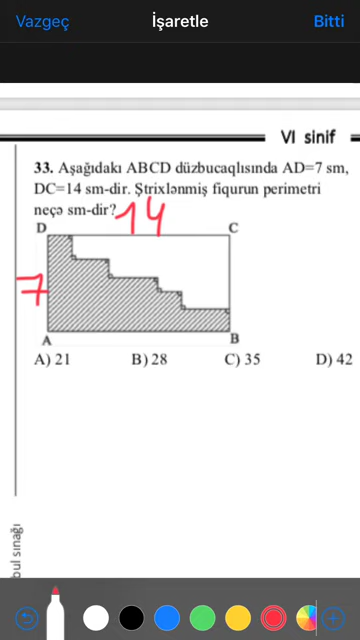 Vazgeç
İşaretle
Bitti
VI sinif
33. Aşağıdakı ABCD düzbucaqlısında AD=7 sm,
DC=14 sm-dir. Ştrixlənmiş fiqurun perimetri
neçə sm-dir?
14
D
C
7
A
B
A) 21 B) 28 C) 35 D) 42
bul sınağı